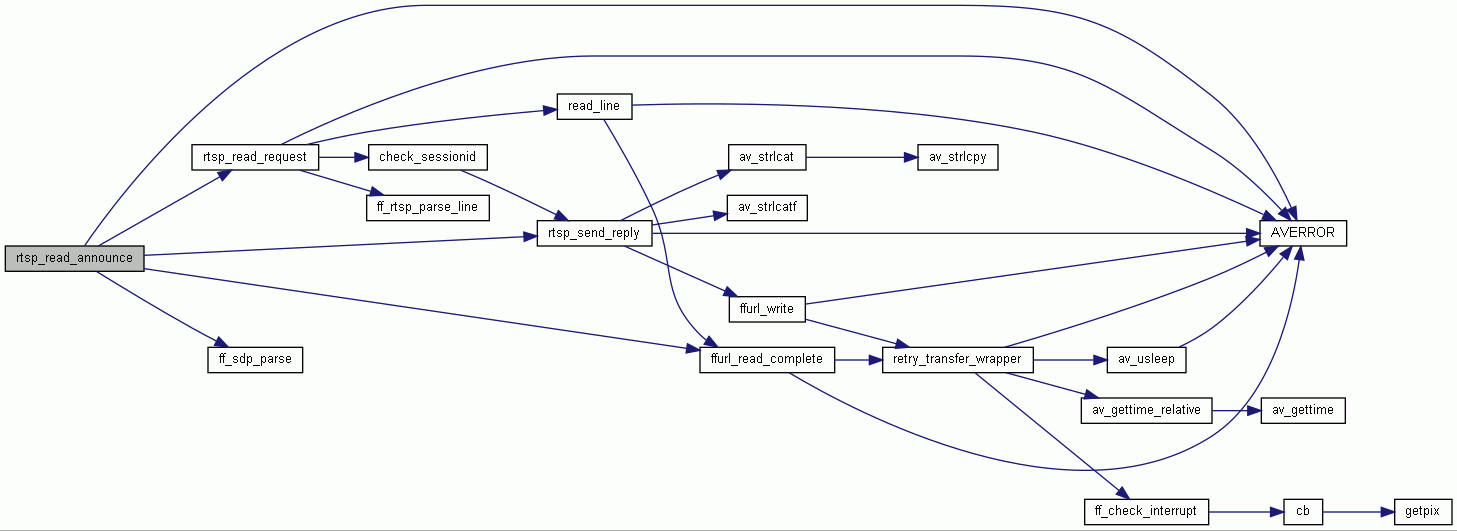 read_line
rtsp_read_request
check_sessionid
av_strlcat
av_strlcpy
ff_rtsp_parse_line
av_strlcatf
rtsp_send_reply
AVERROR
rtsp_read_announce
ffurl_write
ff_sdp_parse
ffurl_read_complete
retry_transfer_wrapper
av_usleep
av_gettime_relative
av_gettime
ff_check_interrupt
cb
getpix